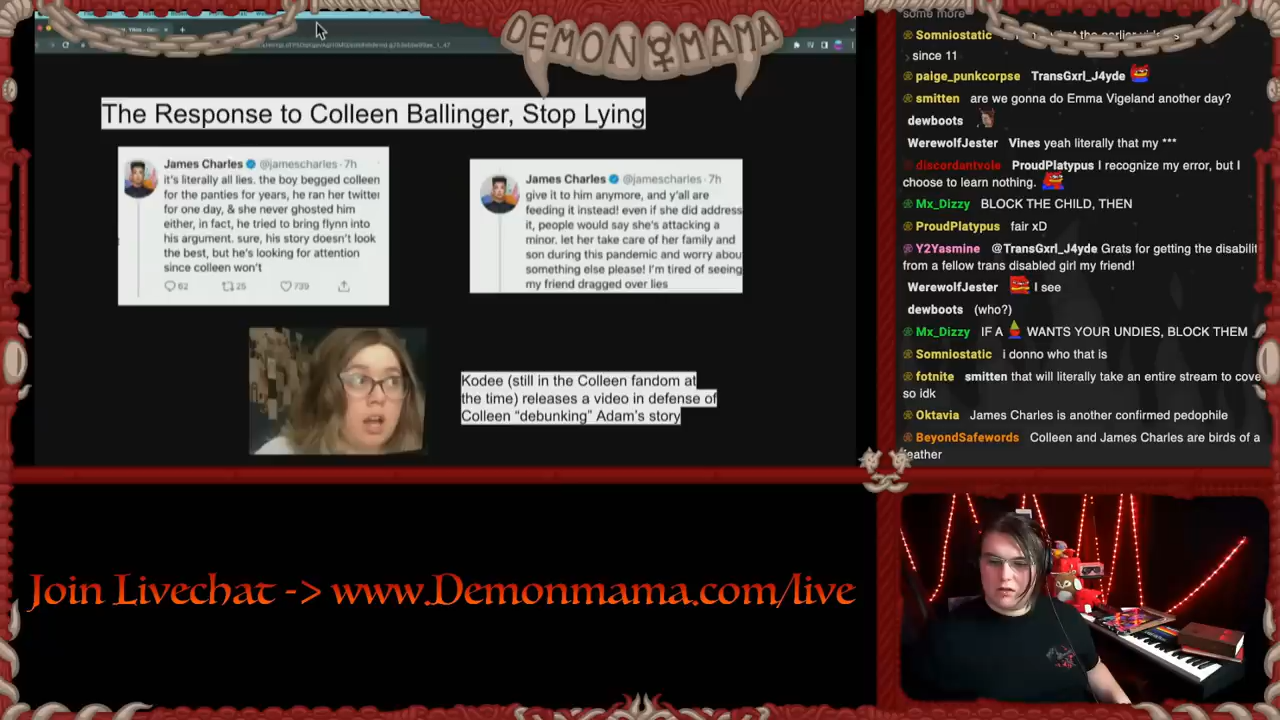 DEMON MAMA
The Response to Colleen Ballinger, Stop Lying
James Charles @jamescharles · 7h
it's literally all lies. the boy begged colleen
for the panties for years, he ran her twitter
for one day, & she never ghosted him
either, in fact, he tried to bring flynn into
his argument. sure, his story doesn't look
the best, but he's looking for attention
since colleen won't
62 25 739
James Charles @jamescharles · 7h
give it to him anymore, and y'all are
feeding it instead! even if she did address
it, people would say she's attacking a
minor. let her take care of her family and
son during this pandemic and worry abou
something else please! I'm tired of seeing
my friend dragged over lies
Kodee (still in the Colleen fandom at
the time) releases a video in defense of
Colleen "debunking" Adam's story
some more
Somniostatic
since 11
paige_punkcorpse TransGxrl_J4yde
smitten are we gonna do Emma Vigeland another day?
dewboots
WerewolfJester Vines yeah literally that my ***
discordantvole ProudPlatypus I recognize my error, but I
choose to learn nothing.
Mx_Dizzy BLOCK THE CHILD, THEN
ProudPlatypus fair xD
Y2Yasmine @TransGxrl_J4yde Grats for getting the disabilit
from a fellow trans disabled girl my friend!
WerewolfJester I see
dewboots (who?)
Mx_Dizzy IF A WANTS YOUR UNDIES, BLOCK THEM
Somniostatic i donno who that is
fotnite smitten that will literally take an entire stream to cove
so idk
Oktavia James Charles is another confirmed pedophile
BeyondSafewords Colleen and James Charles are birds of a
feather
Join Livechat -> www.Demonmama.com/live